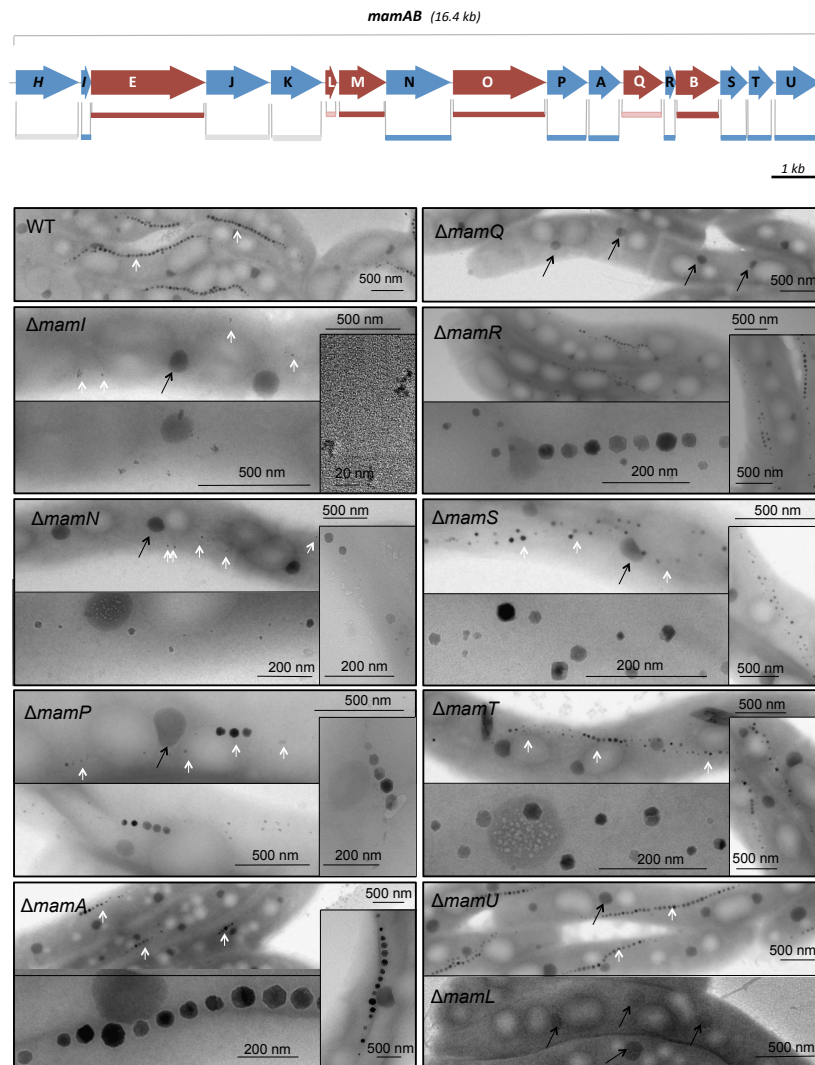 mamAB (16.4 kb)
H I E J K L M N O P A Q R B S T U
1 kb
WT
500 nm
ΔmamQ
500 nm
ΔmamI
500 nm
500 nm
20 nm
ΔmamR
500 nm
200 nm
500 nm
ΔmamN
500 nm
200 nm
200 nm
ΔmamS
500 nm
200 nm
500 nm
ΔmamP
500 nm
500 nm
200 nm
ΔmamT
500 nm
200 nm
500 nm
ΔmamA
500 nm
200 nm
500 nm
ΔmamU
500 nm
ΔmamL
500 nm